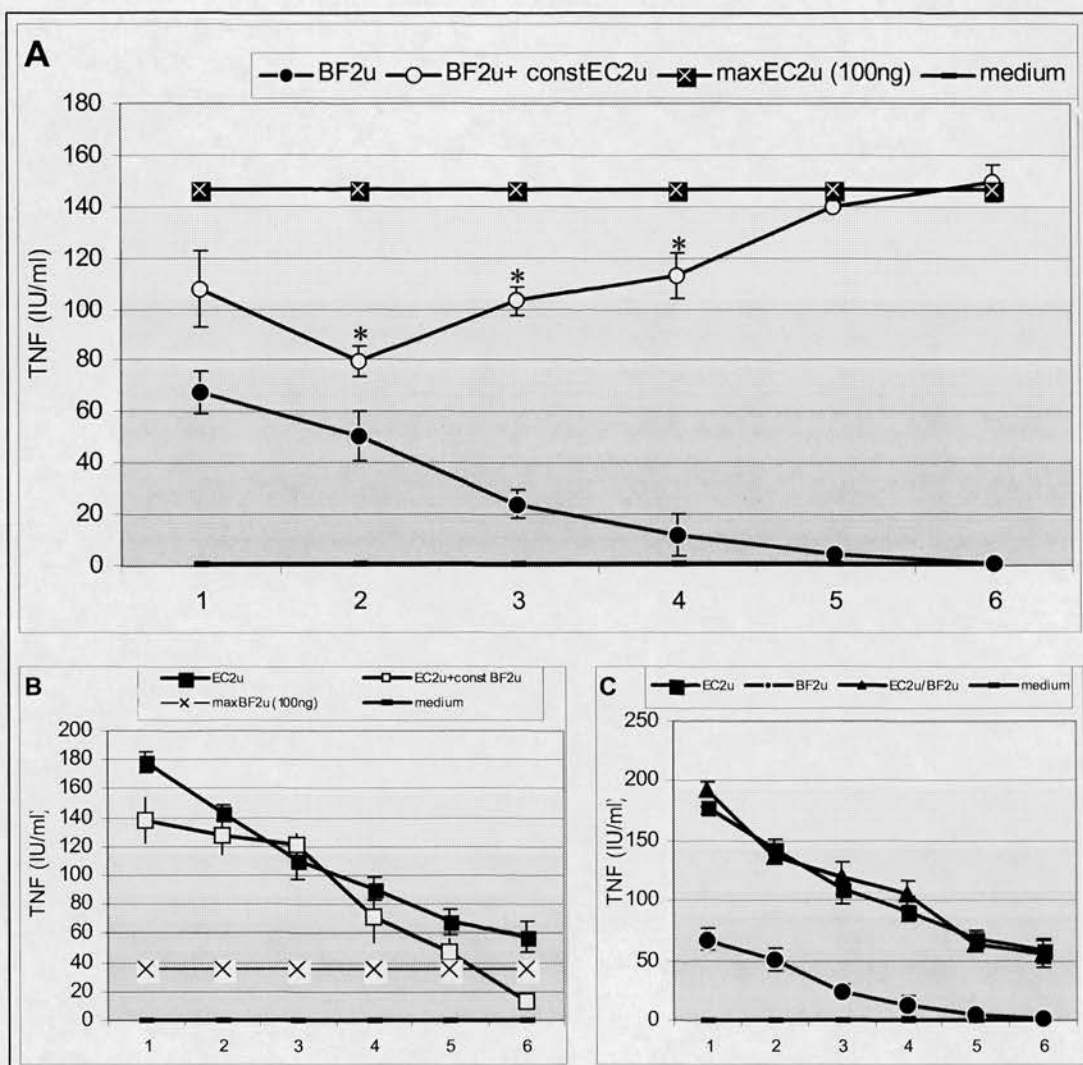 A
BF2u BF2u+ constEC2u maxEC2u (100ng) medium
180
160
140
120
100
80
60
40
20
0
TNF (IU/ml)
*
*
*
1 2 3 4 5 6
B
EC2u EC2u+const BF2u
maxBF2u (100ng) medium
200
180
160
140
120
100
80
60
40
20
0
TNF (IU/ml)
1 2 3 4 5 6
C
EC2u BF2u EC2u/BF2u medium
250
200
150
100
50
0
TNF (IU/ml)
1 2 3 4 5 6